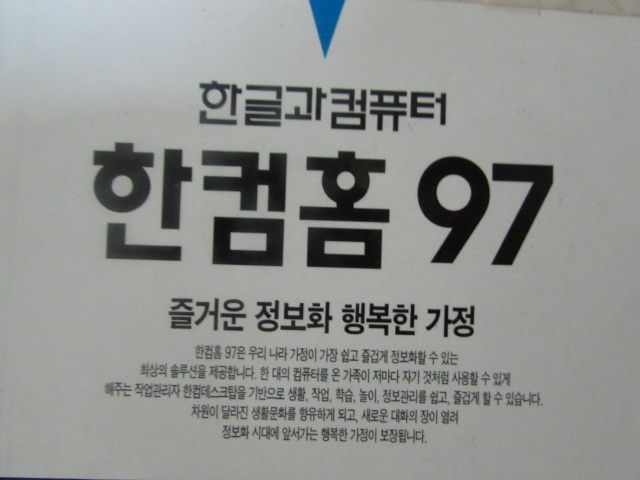 한글과컴퓨터
한컴홈 97
즐거운 정보화 행복한 가정
한컴홈 97은 우리 나라 가정이 가장 쉽고 즐겁게 정보화할 수 있는
최상의 솔루션을 제공합니다. 한 대의 컴퓨터를 온 가족이 저마다 자기 것처럼 사용할 수 있게
해주는 작업관리자 한컴데스크탑을 기반으로 생활, 작업, 학습, 놀이, 정보관리를 쉽고, 즐겁게 할 수 있습니다.
차원이 달라진 생활문화를 향유하게 되고, 새로운 대화의 장이 열려
정보화 시대에 앞서가는 행복한 가정이 보장됩니다.